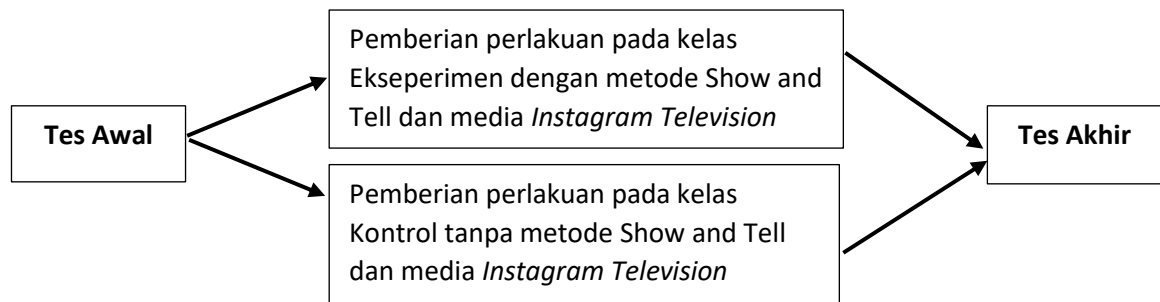 Tes Awal
Pemberian perlakuan pada kelas
Ekseperimen dengan metode Show and
Tell dan media Instagram Television
Pemberian perlakuan pada kelas
Kontrol tanpa metode Show and Tell
dan media Instagram Television
Tes Akhir